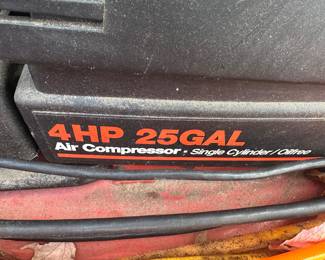 4HP 25GAL
Air Compressor • Single Cylinder/Oilfree